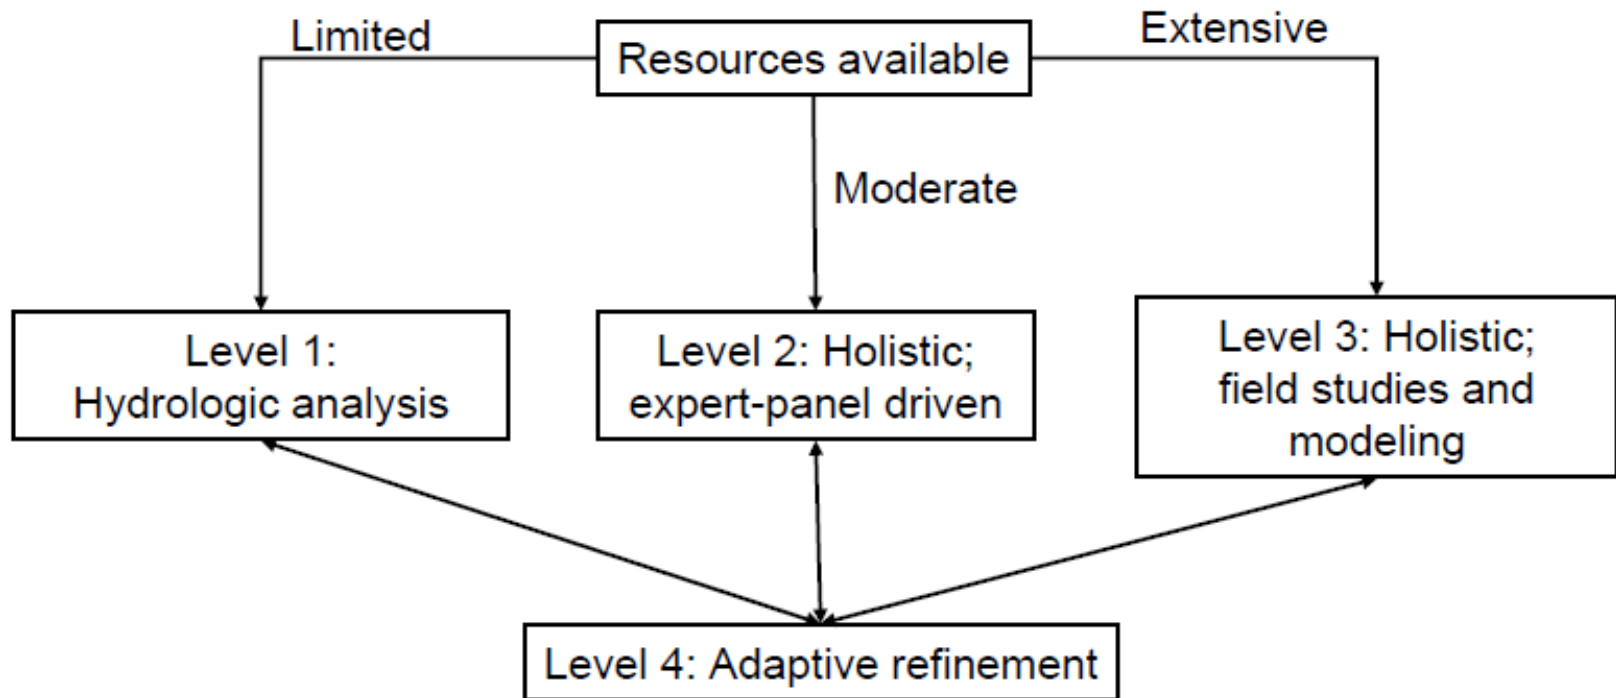 Limited
Resources available
Extensive
Moderate
Level 1:
Hydrologic analysis
Level 2: Holistic;
expert-panel driven
Level 3: Holistic;
field studies and
modeling
Level 4: Adaptive refinement